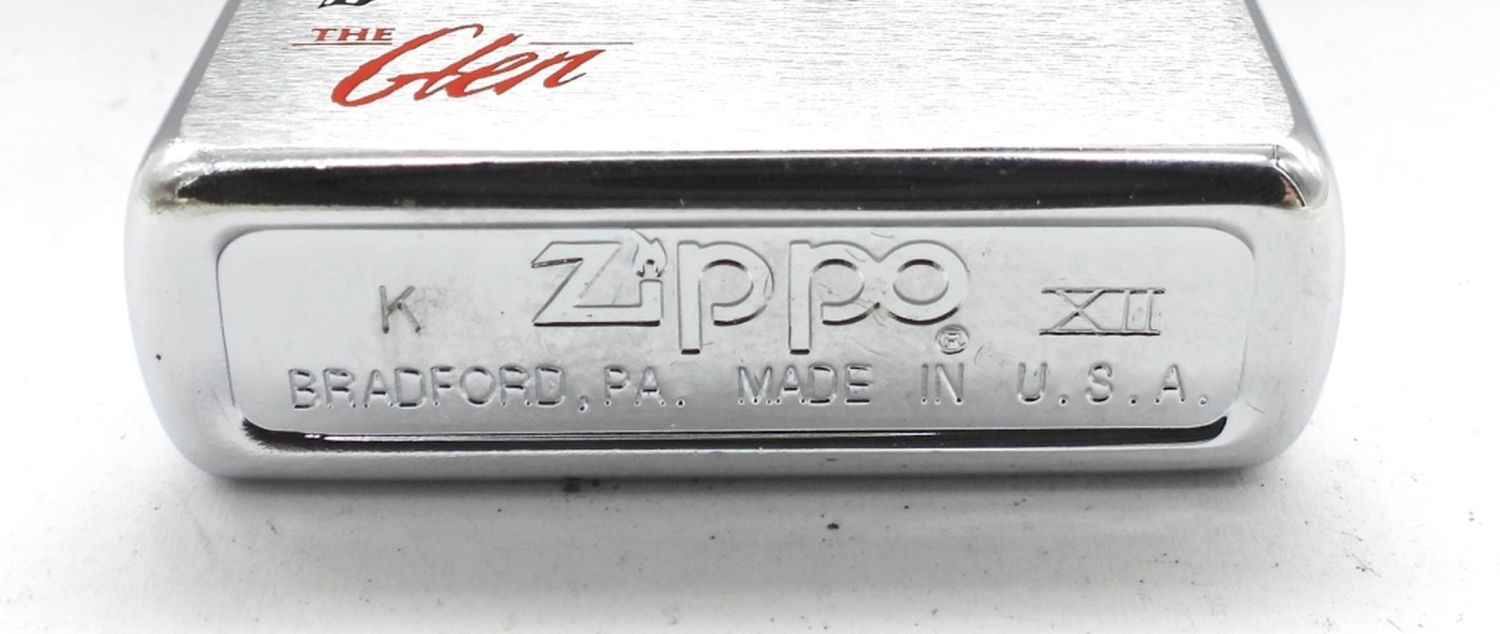 THE Glen
K Zippo ® XII
BRADFORD, PA. MADE IN U.S.A.